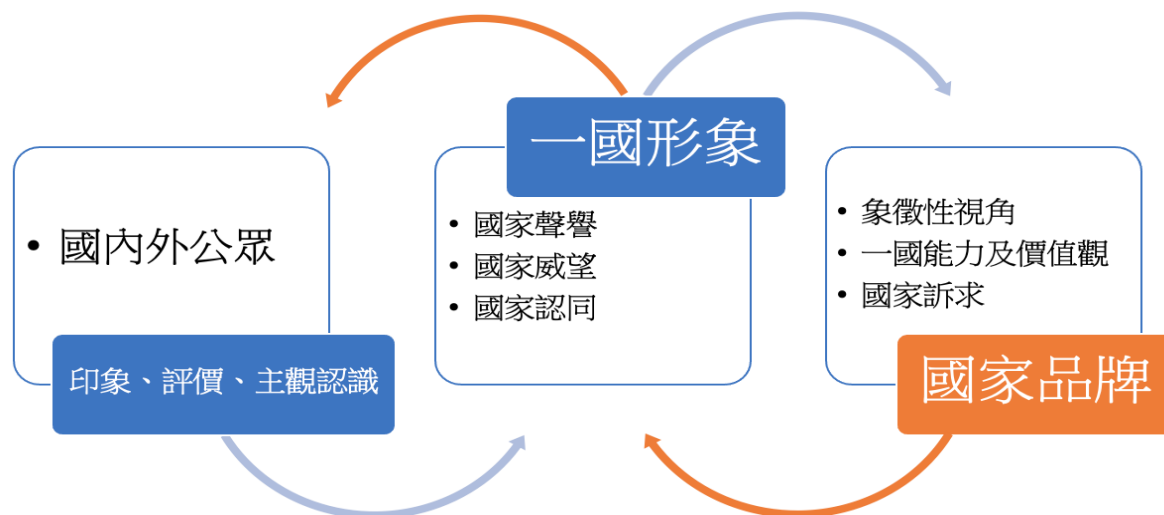 • 國內外公眾
印象、評價、主觀認識
一國形象
• 國家聲譽
• 國家威望
• 國家認同
• 象徵性視角
• 一國能力及價值觀
• 國家訴求
國家品牌